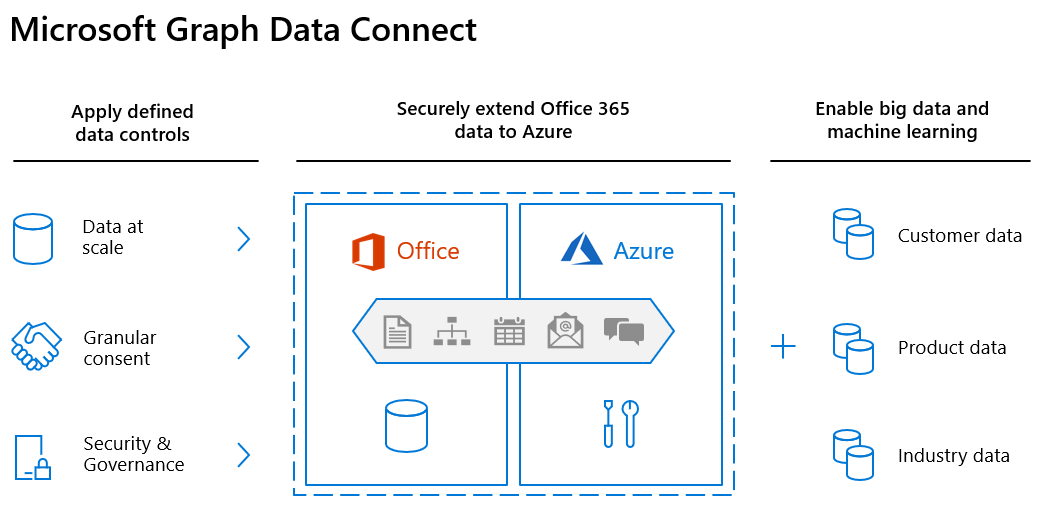 Microsoft Graph Data Connect
Apply defined
data controls
Securely extend Office 365
data to Azure
Enable big data and
machine learning
Data at
scale
Granular
consent
Security &
Governance
Office
Azure
@
+
Customer data
Product data
Industry data